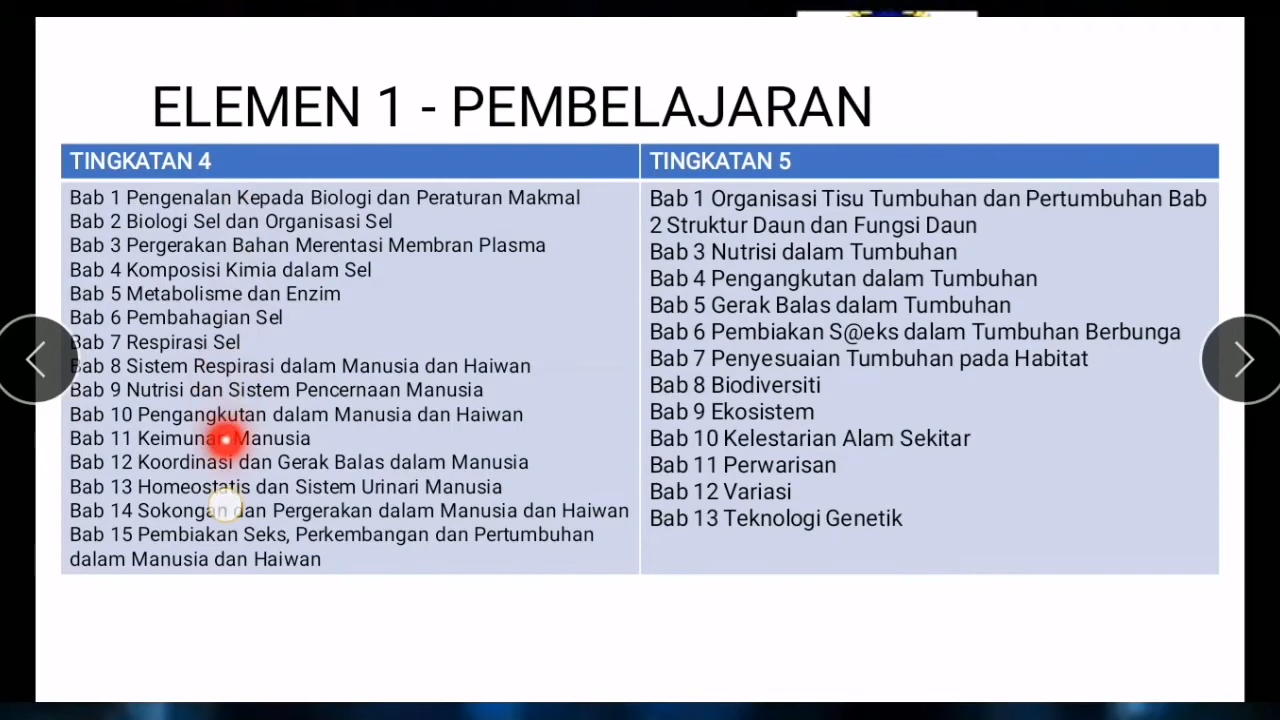 ELEMEN 1 - PEMBELAJARAN
TINGKATAN 4
Bab 1 Pengenalan Kepada Biologi dan Peraturan Makmal
Bab 2 Biologi Sel dan Organisasi Sel
Bab 3 Pergerakan Bahan Merentasi Membran Plasma
Bab 4 Komposisi Kimia dalam Sel
Bab 5 Metabolisme dan Enzim
Bab 6 Pembahagian Sel
Bab 7 Respirasi Sel
Bab 8 Sistem Respirasi dalam Manusia dan Haiwan
Bab 9 Nutrisi dan Sistem Pencernaan Manusia
Bab 10 Pengangkutan dalam Manusia dan Haiwan
Bab 11 Keimunan Manusia
Bab 12 Koordinasi dan Gerak Balas dalam Manusia
Bab 13 Homeostatis dan Sistem Urinari Manusia
Bab 14 Sokongan dan Pergerakan dalam Manusia dan Haiwan
Bab 15 Pembiakan Seks, Perkembangan dan Pertumbuhan
dalam Manusia dan Haiwan
TINGKATAN 5
Bab 1 Organisasi Tisu Tumbuhan dan Pertumbuhan Bab
2 Struktur Daun dan Fungsi Daun
Bab 3 Nutrisi dalam Tumbuhan
Bab 4 Pengangkutan dalam Tumbuhan
Bab 5 Gerak Balas dalam Tumbuhan
Bab 6 Pembiakan S@eks dalam Tumbuhan Berbunga
Bab 7 Penyesuaian Tumbuhan pada Habitat
Bab 8 Biodiversiti
Bab 9 Ekosistem
Bab 10 Kelestarian Alam Sekitar
Bab 11 Perwarisan
Bab 12 Variasi
Bab 13 Teknologi Genetik